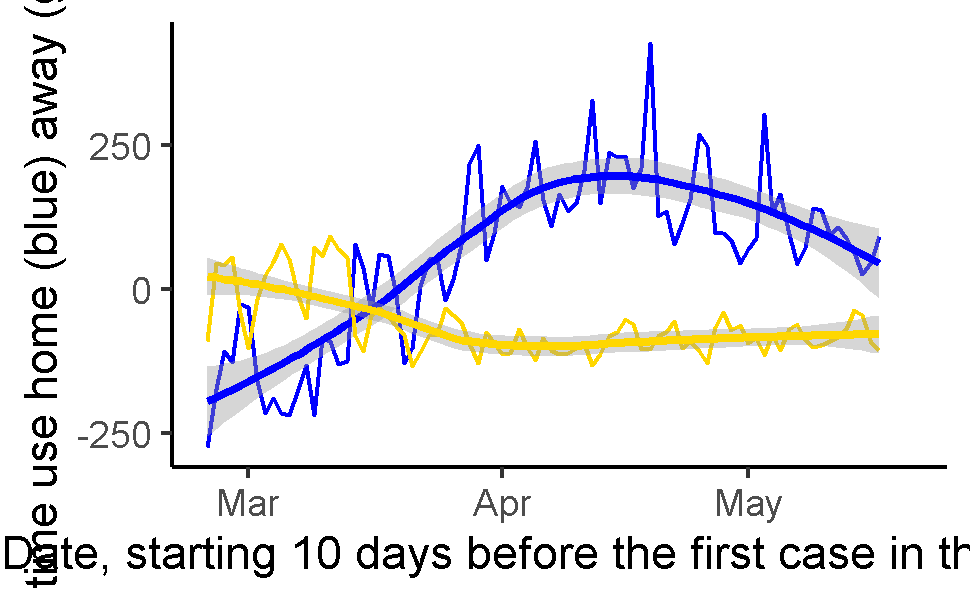 time use home (blue) away (
250
0
-250
Mar Apr May
Date, starting 10 days before the first case in th